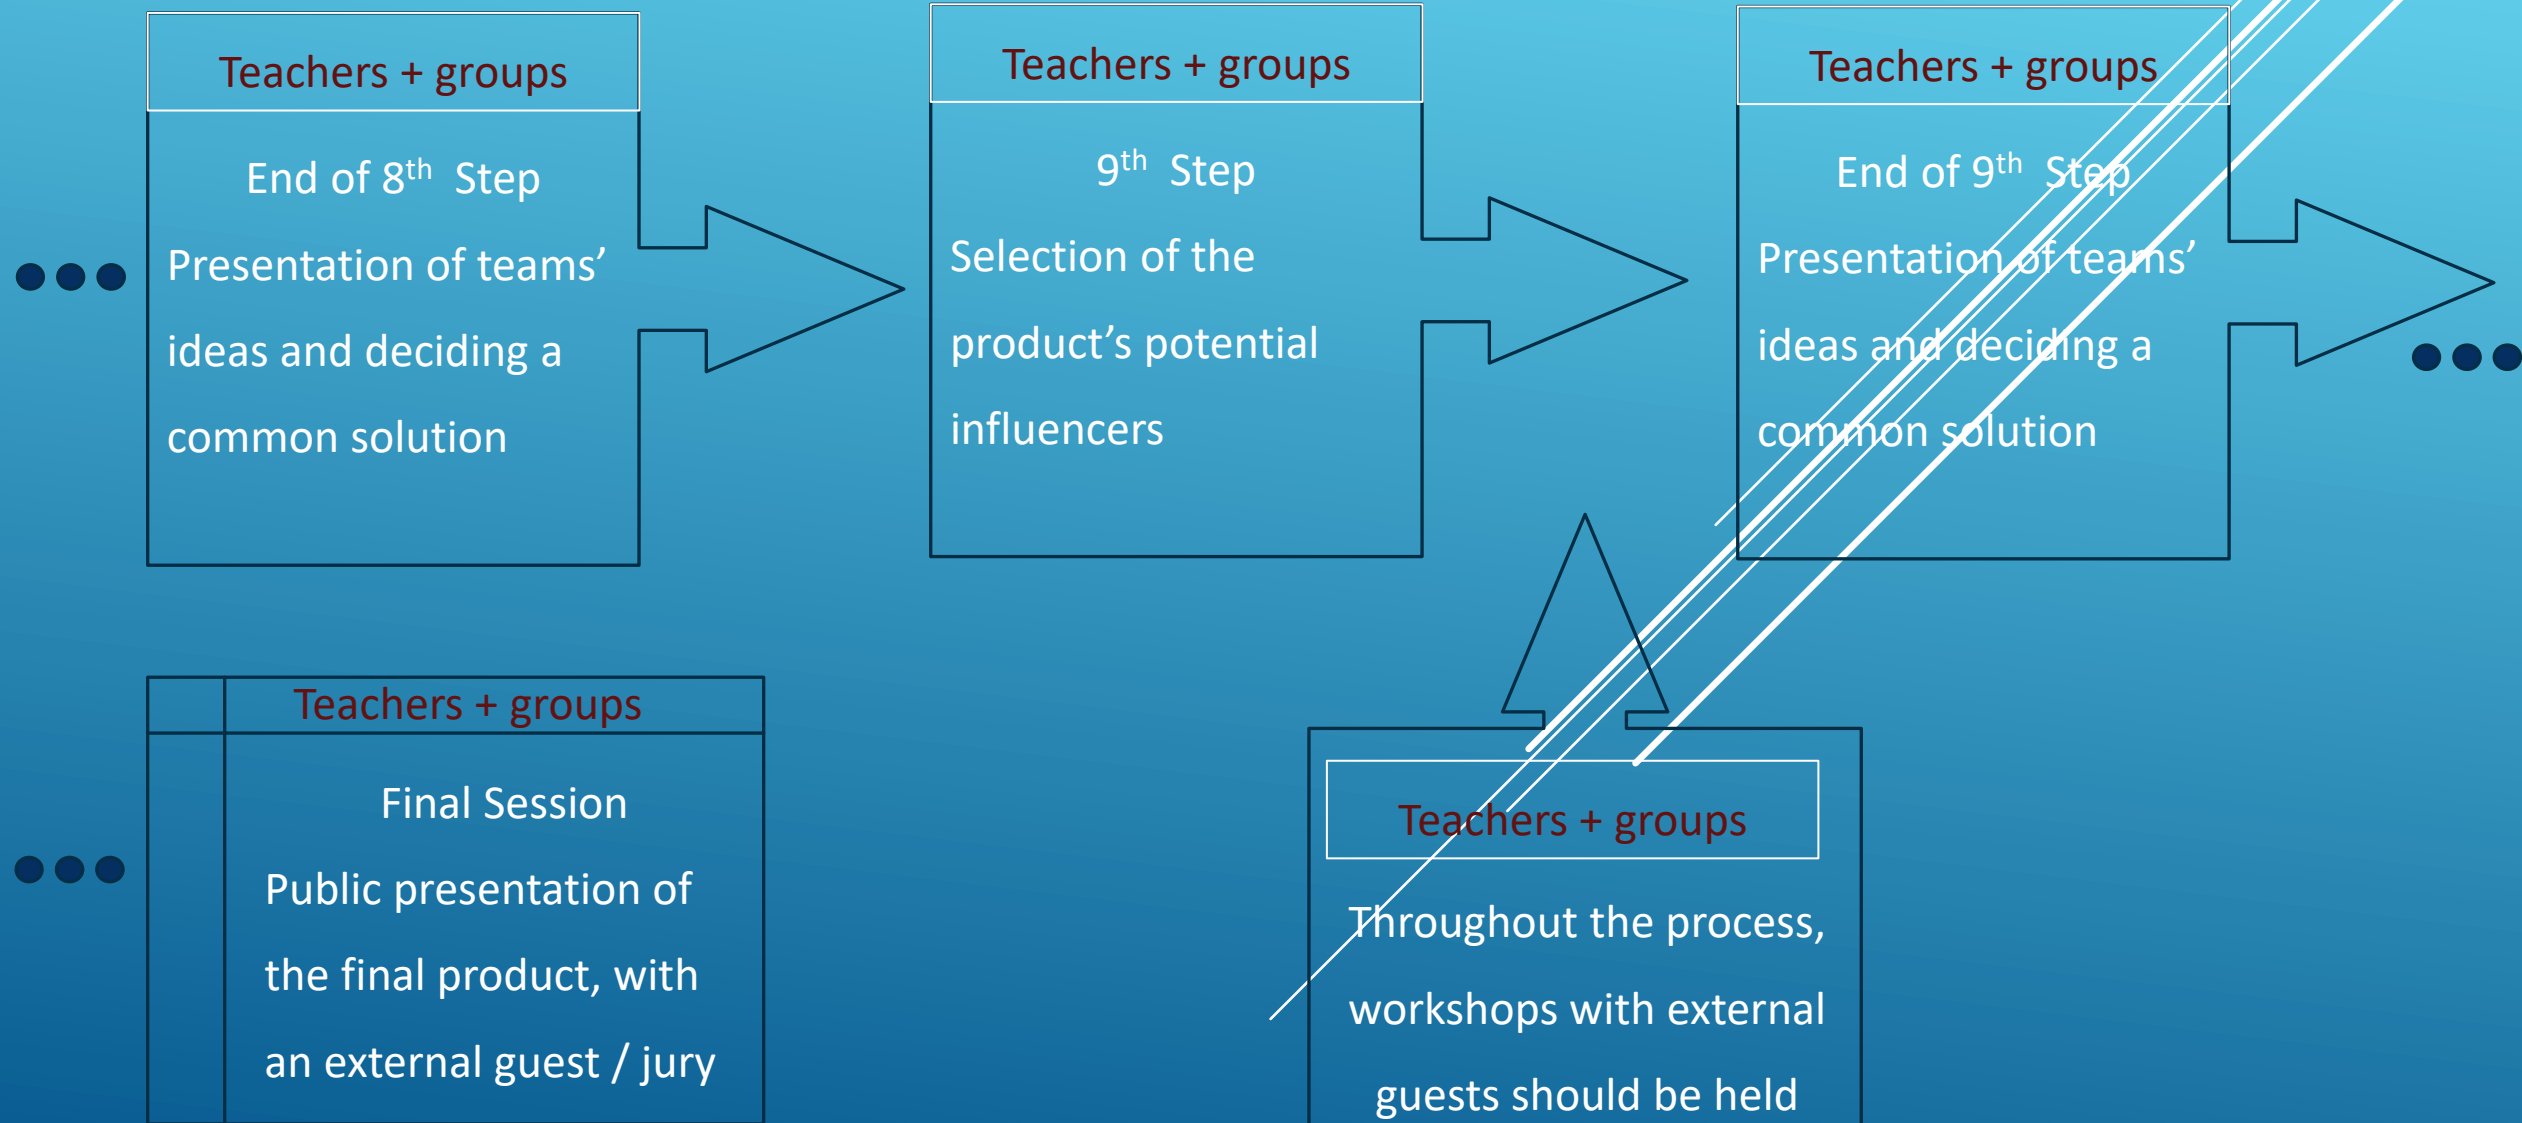 Teachers + groups
End of 8th Step
Presentation of teams’
ideas and deciding a
common solution
Teachers + groups
9th Step
Selection of the
product’s potential
influencers
Teachers + groups
End of 9th Step
Presentation of teams’
ideas and deciding a
common solution
Teachers + groups
Final Session
Public presentation of
the final product, with
an external guest / jury
Teachers + groups
Throughout the process,
workshops with external
guests should be held